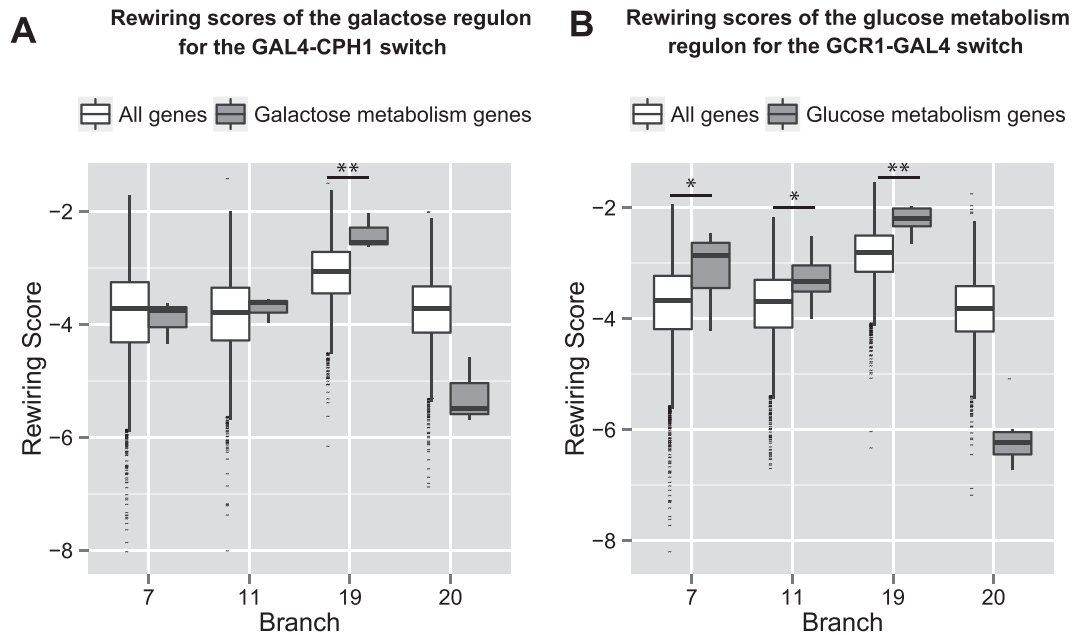 A
Rewiring scores of the galactose regulon
for the GAL4-CPH1 switch
All genes
Galactose metabolism genes
**
−2
−4
−6
−8
Rewiring Score
7
11
19
20
Branch
B
Rewiring scores of the glucose metabolism
regulon for the GCR1-GAL4 switch
All genes
Glucose metabolism genes
*
*
**
−2
−4
−6
−8
Rewiring Score
7
11
19
20
Branch